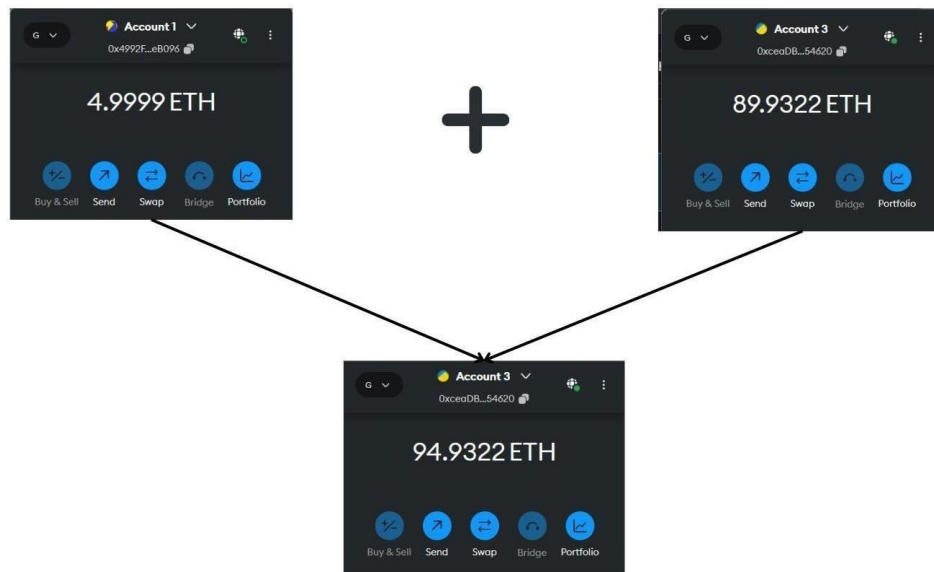 G
Account 1
0x4992F...eB096
4.9999 ETH
Buy & Sell Send Swap Bridge Portfolio
G
Account 3
0xceaDB...54620
89.9322 ETH
Buy & Sell Send Swap Bridge Portfolio
G
Account 3
0xceaDB...54620
94.9322 ETH
Buy & Sell Send Swap Bridge Portfolio